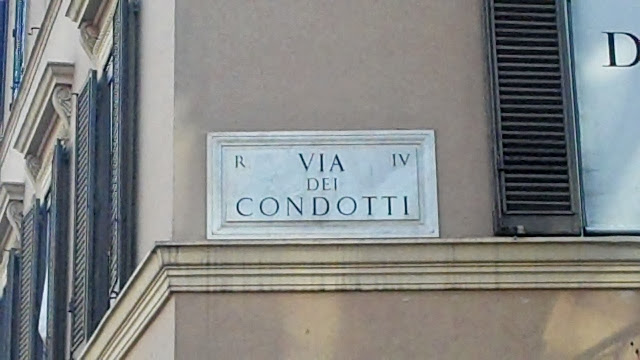 R. VIA IV
DEI
CONDOTTI
D